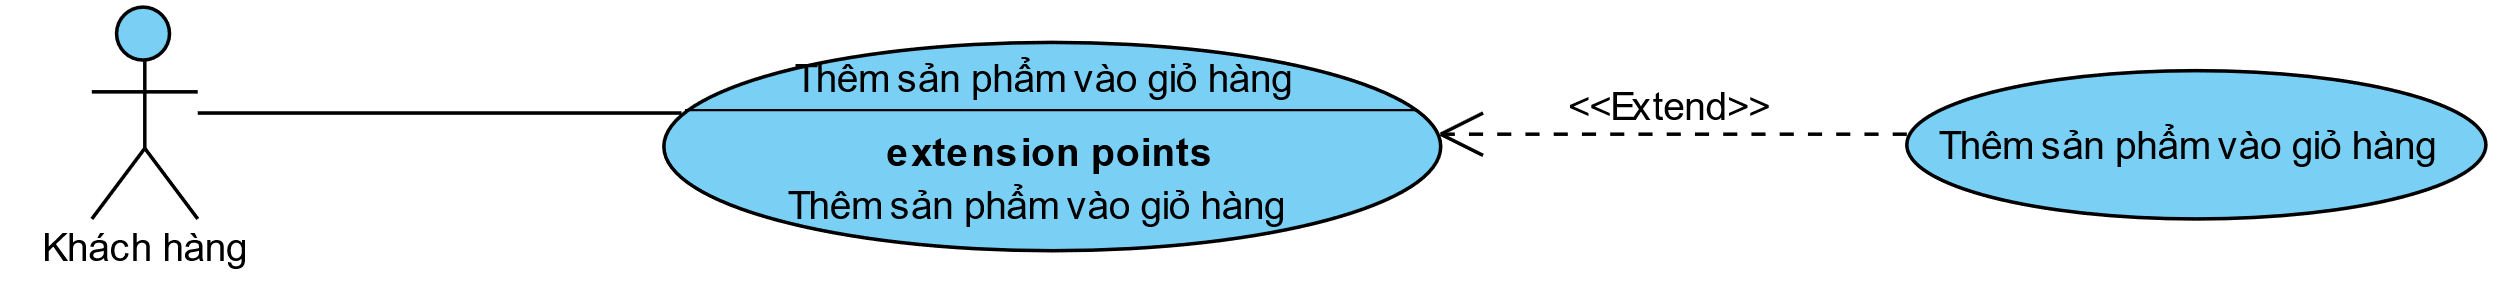 Thêm sản phẩm vào giỏ hàng
<<Extend>>
extension points
Thêm sản phẩm vào giỏ hàng
Thêm sản phẩm vào giỏ hàng
Khách hàng